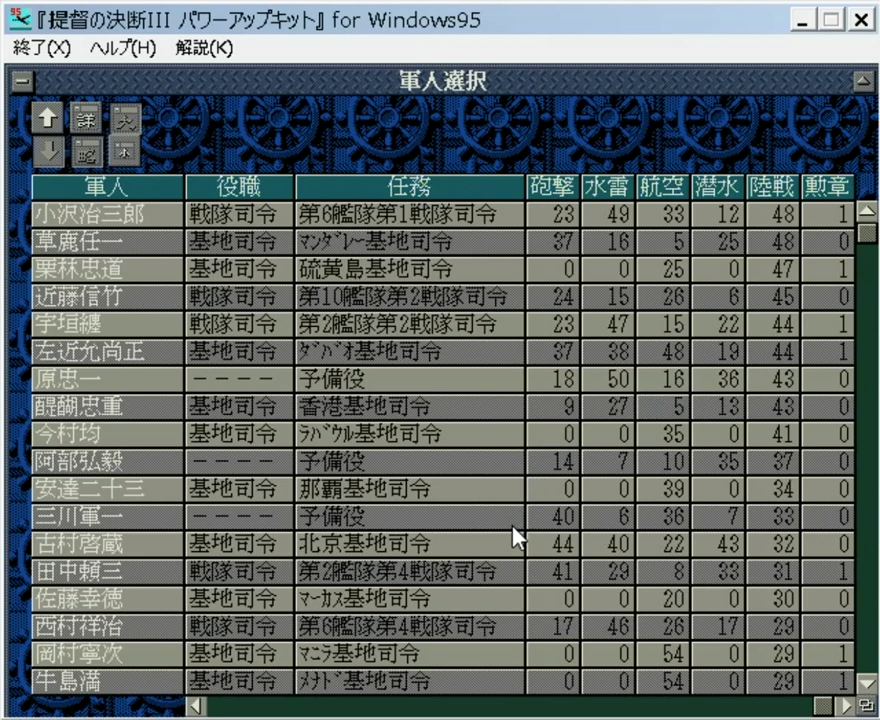 『提督の決断III パワーアップキット』 for Windows95
終了(X) ヘルプ(H) 解説(K)
軍人選択
詳 大
略 末
軍人 役職 任務 砲撃 水雷 航空 潜水 陸戦 勲章
小沢治三郎 戦隊司令 第6艦隊第1戦隊司令 23 49 33 12 48 1
草鹿任一 基地司令 マンダレー基地司令 37 16 5 25 48 0
栗林忠道 基地司令 硫黄島基地司令 0 0 25 0 47 1
近藤信竹 戦隊司令 第10艦隊第2戦隊司令 24 15 26 6 45 0
宇垣纏 戦隊司令 第2艦隊第2戦隊司令 23 47 15 22 44 1
左近允尚正 基地司令 ダバオ基地司令 37 38 48 19 44 1
原忠一 ---- 予備役 18 50 16 36 43 0
醍醐忠重 基地司令 香港基地司令 9 27 5 13 43 0
今村均 基地司令 ラバウル基地司令 0 0 35 0 41 0
阿部弘毅 ---- 予備役 14 7 10 35 37 0
安達二十三 基地司令 那覇基地司令 0 0 39 0 34 0
三川軍一 ---- 予備役 40 6 36 7 33 0
古村啓蔵 基地司令 北京基地司令 44 40 22 43 32 0
田中頼三 戦隊司令 第2艦隊第4戦隊司令 41 29 8 33 31 1
佐藤幸徳 基地司令 マーカス基地司令 0 0 20 0 30 0
西村祥治 戦隊司令 第6艦隊第4戦隊司令 17 46 26 17 29 0
岡村寧次 基地司令 マニラ基地司令 0 0 54 0 29 1
牛島満 基地司令 メナド基地司令 0 0 54 0 29 1